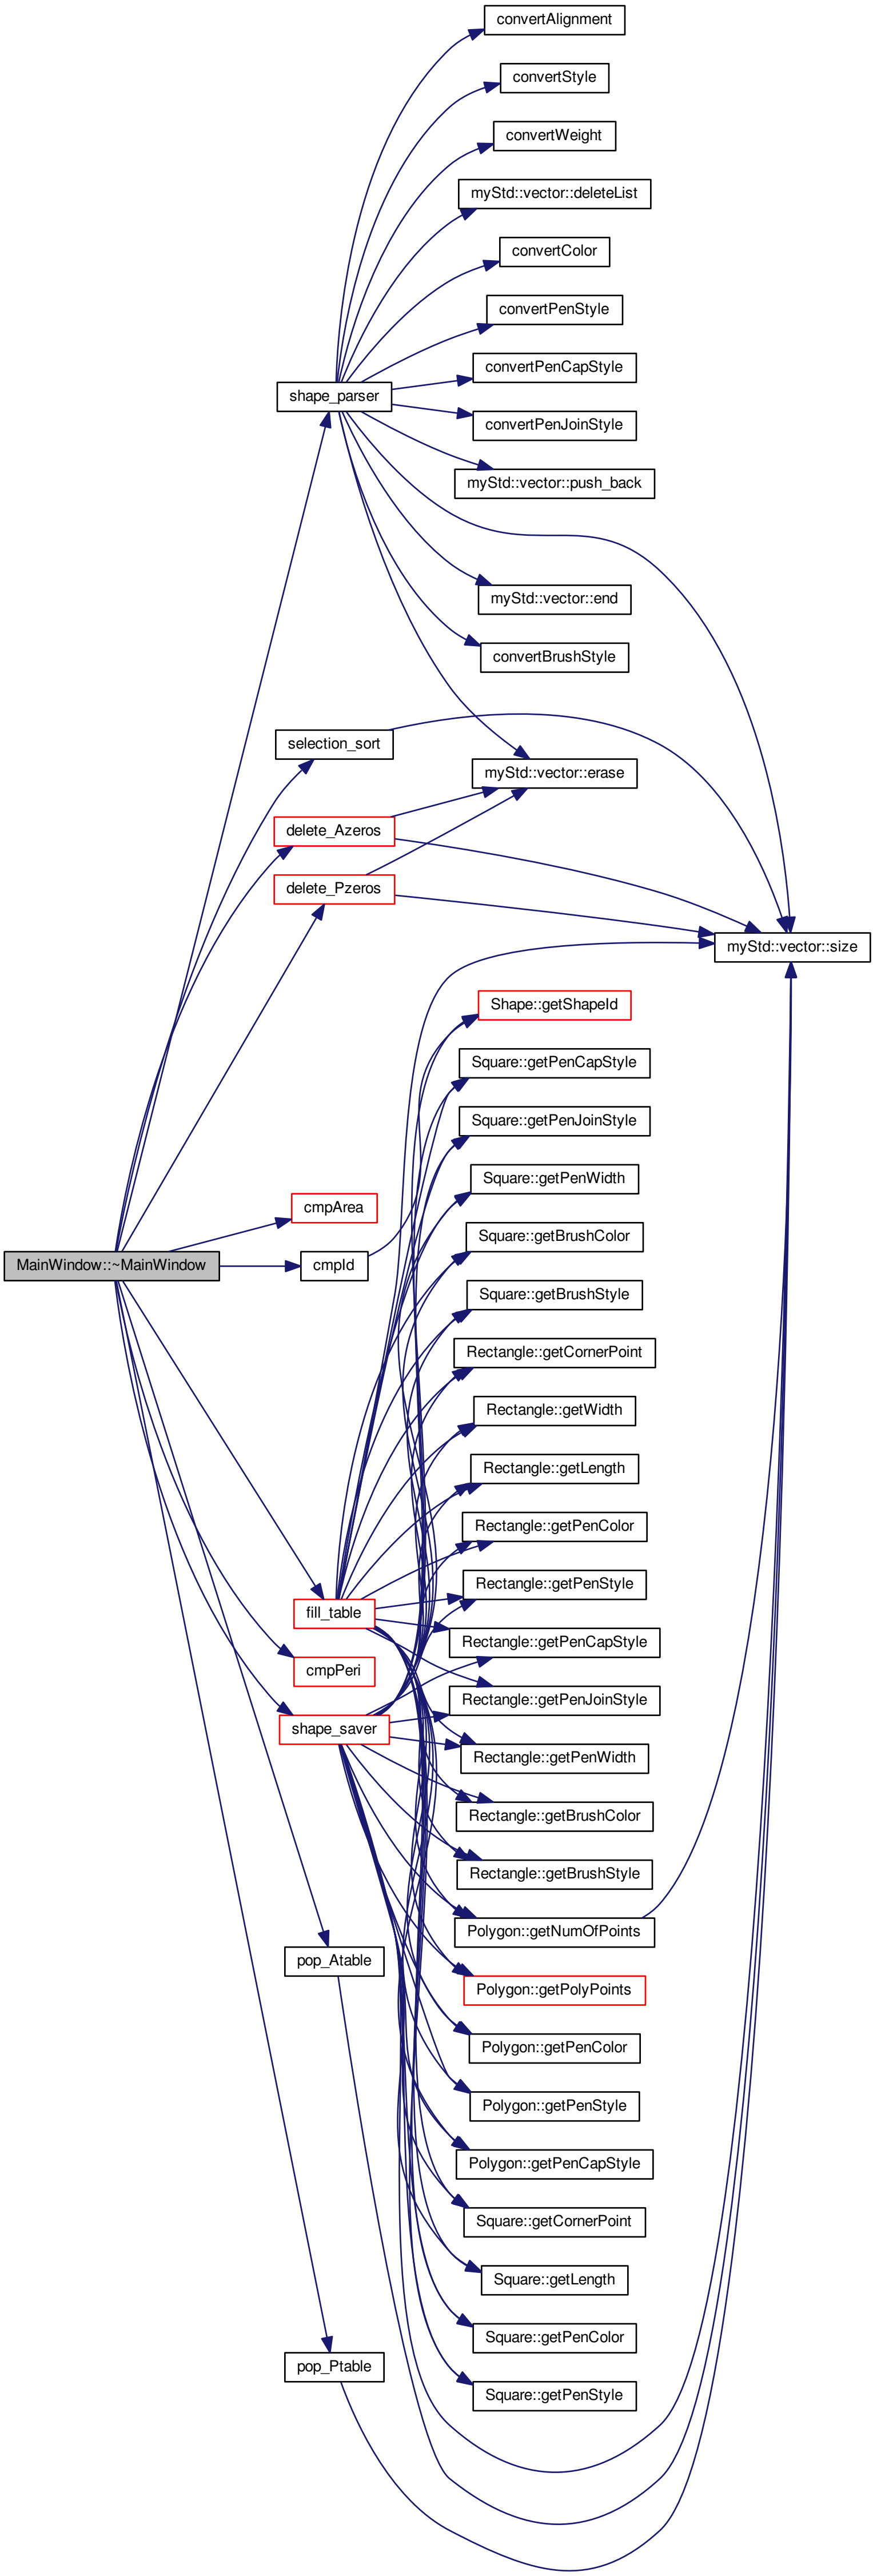 convertAlignment
convertStyle
convertWeight
myStd::vector::deleteList
convertColor
convertPenStyle
convertPenCapStyle
shape_parser
convertPenJoinStyle
myStd::vector::push_back
myStd::vector::end
convertBrushStyle
selection_sort
myStd::vector::erase
delete_Azeros
delete_Pzeros
myStd::vector::size
Shape::getShapeId
Square::getPenCapStyle
Square::getPenJoinStyle
Square::getPenWidth
cmpArea
Square::getBrushColor
MainWindow::~MainWindow
cmpId
Square::getBrushStyle
Rectangle::getCornerPoint
Rectangle::getWidth
Rectangle::getLength
Rectangle::getPenColor
Rectangle::getPenStyle
fill_table
Rectangle::getPenCapStyle
cmpPeri
Rectangle::getPenJoinStyle
shape_saver
Rectangle::getPenWidth
Rectangle::getBrushColor
Rectangle::getBrushStyle
Polygon::getNumOfPoints
pop_Atable
Polygon::getPolyPoints
Polygon::getPenColor
Polygon::getPenStyle
Polygon::getPenCapStyle
Square::getCornerPoint
Square::getLength
Square::getPenColor
pop_Ptable
Square::getPenStyle